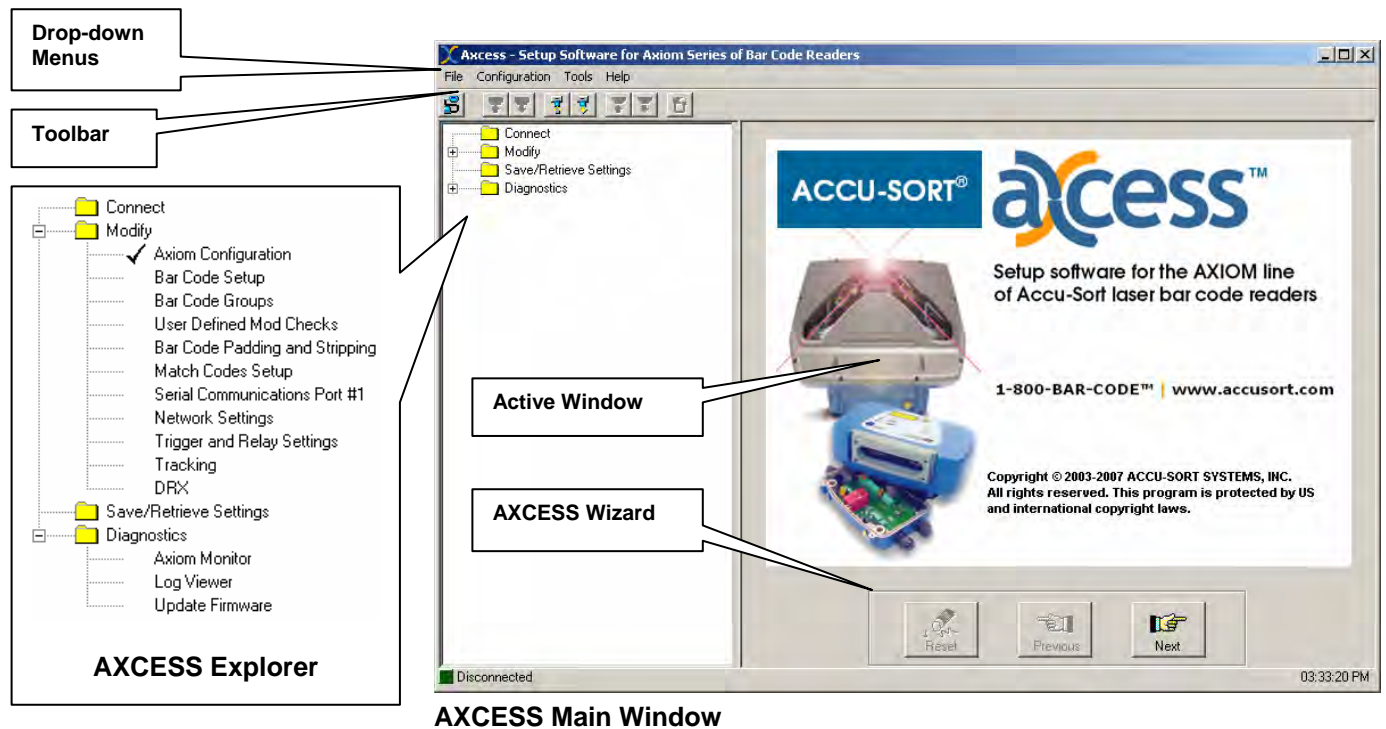 Drop-down
Menus
Toolbar
Connect
Modify
Axiom Configuration
Bar Code Setup
Bar Code Groups
User Defined Mod Checks
Bar Code Padding and Stripping
Match Codes Setup
Serial Communications Port #1
Network Settings
Trigger and Relay Settings
Tracking
DRX
Save/Retrieve Settings
Diagnostics
Axiom Monitor
Log Viewer
Update Firmware
AXCESS Explorer
Axcess - Setup Software for Axiom Series of Bar Code Readers
File Configuration Tools Help
Connect
Modify
Save/Retrieve Settings
Diagnostics
Active Window
AXCESS Wizard
ACCU-SORT®
axcess™
Setup software for the AXIOM line
of Accu-Sort laser bar code readers
1-800-BAR-CODE™ | www.accusort.com
Copyright © 2003-2007 ACCU-SORT SYSTEMS, INC.
All rights reserved. This program is protected by US
and international copyright laws.
Reset Previous Next
Disconnected 03:33:20 PM
AXCESS Main Window